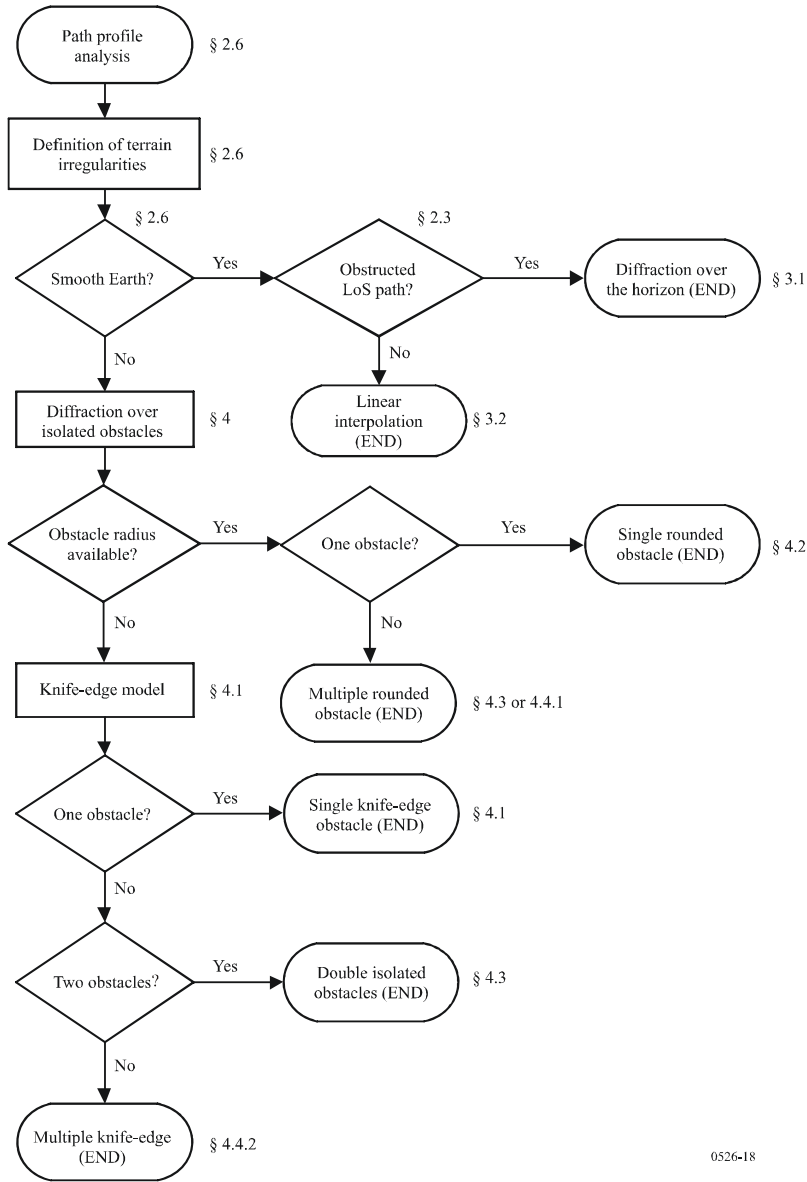 Path profile
analysis
§ 2.6
Definition of terrain
irregularities
§ 2.6
§ 2.6
Smooth Earth?
Yes
§ 2.3
Obstructed
LoS path?
Yes
Diffraction over
the horizon (END)
§ 3.1
No
No
Diffraction over
isolated obstacles
§ 4
Linear
interpolation
(END)
§ 3.2
Obstacle radius
available?
Yes
One obstacle?
Yes
Single rounded
obstacle (END)
§ 4.2
No
No
Knife-edge model
§ 4.1
Multiple rounded
obstacle (END)
§ 4.3 or 4.4.1
One obstacle?
Yes
Single knife-edge
obstacle (END)
§ 4.1
No
Two obstacles?
Yes
Double isolated
obstacles (END)
§ 4.3
No
Multiple knife-edge
(END)
§ 4.4.2
0526-18